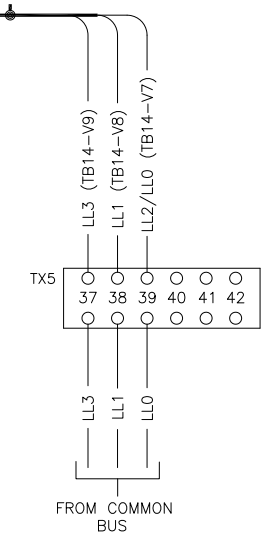 LL3 (TB14-V9)
LL1 (TB14-V8)
LL2/LL0 (TB14-V7)
TX5
37 38 39 40 41 42
LL3
LL1
LL0
FROM COMMON
BUS